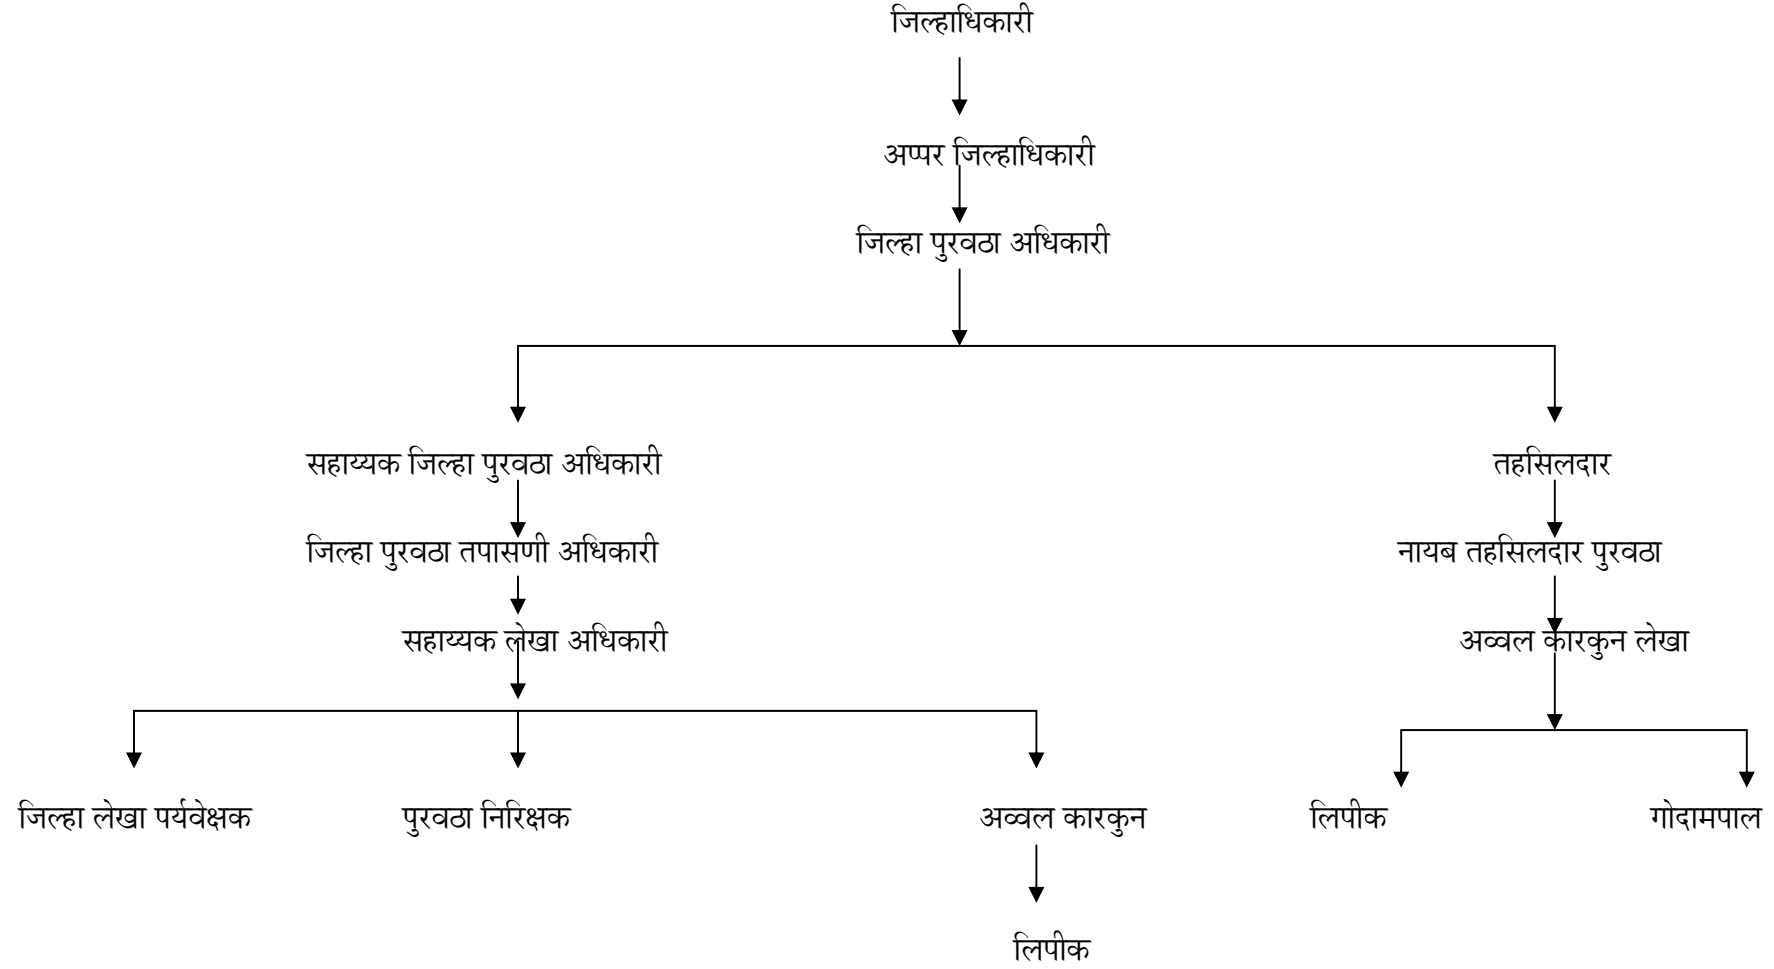 जिल्हाधिकारी
अप्पर जिल्हाधिकारी
जिल्हा पुरवठा अधिकारी
सहाय्यक जिल्हा पुरवठा अधिकारी
तहसिलदार
जिल्हा पुरवठा तपासणी अधिकारी
नायब तहसिलदार पुरवठा
सहाय्यक लेखा अधिकारी
अव्वल कारकुन लेखा
जिल्हा लेखा पर्यवेक्षक
पुरवठा निरिक्षक
अव्वल कारकुन
लिपीक
गोदामपाल
लिपीक